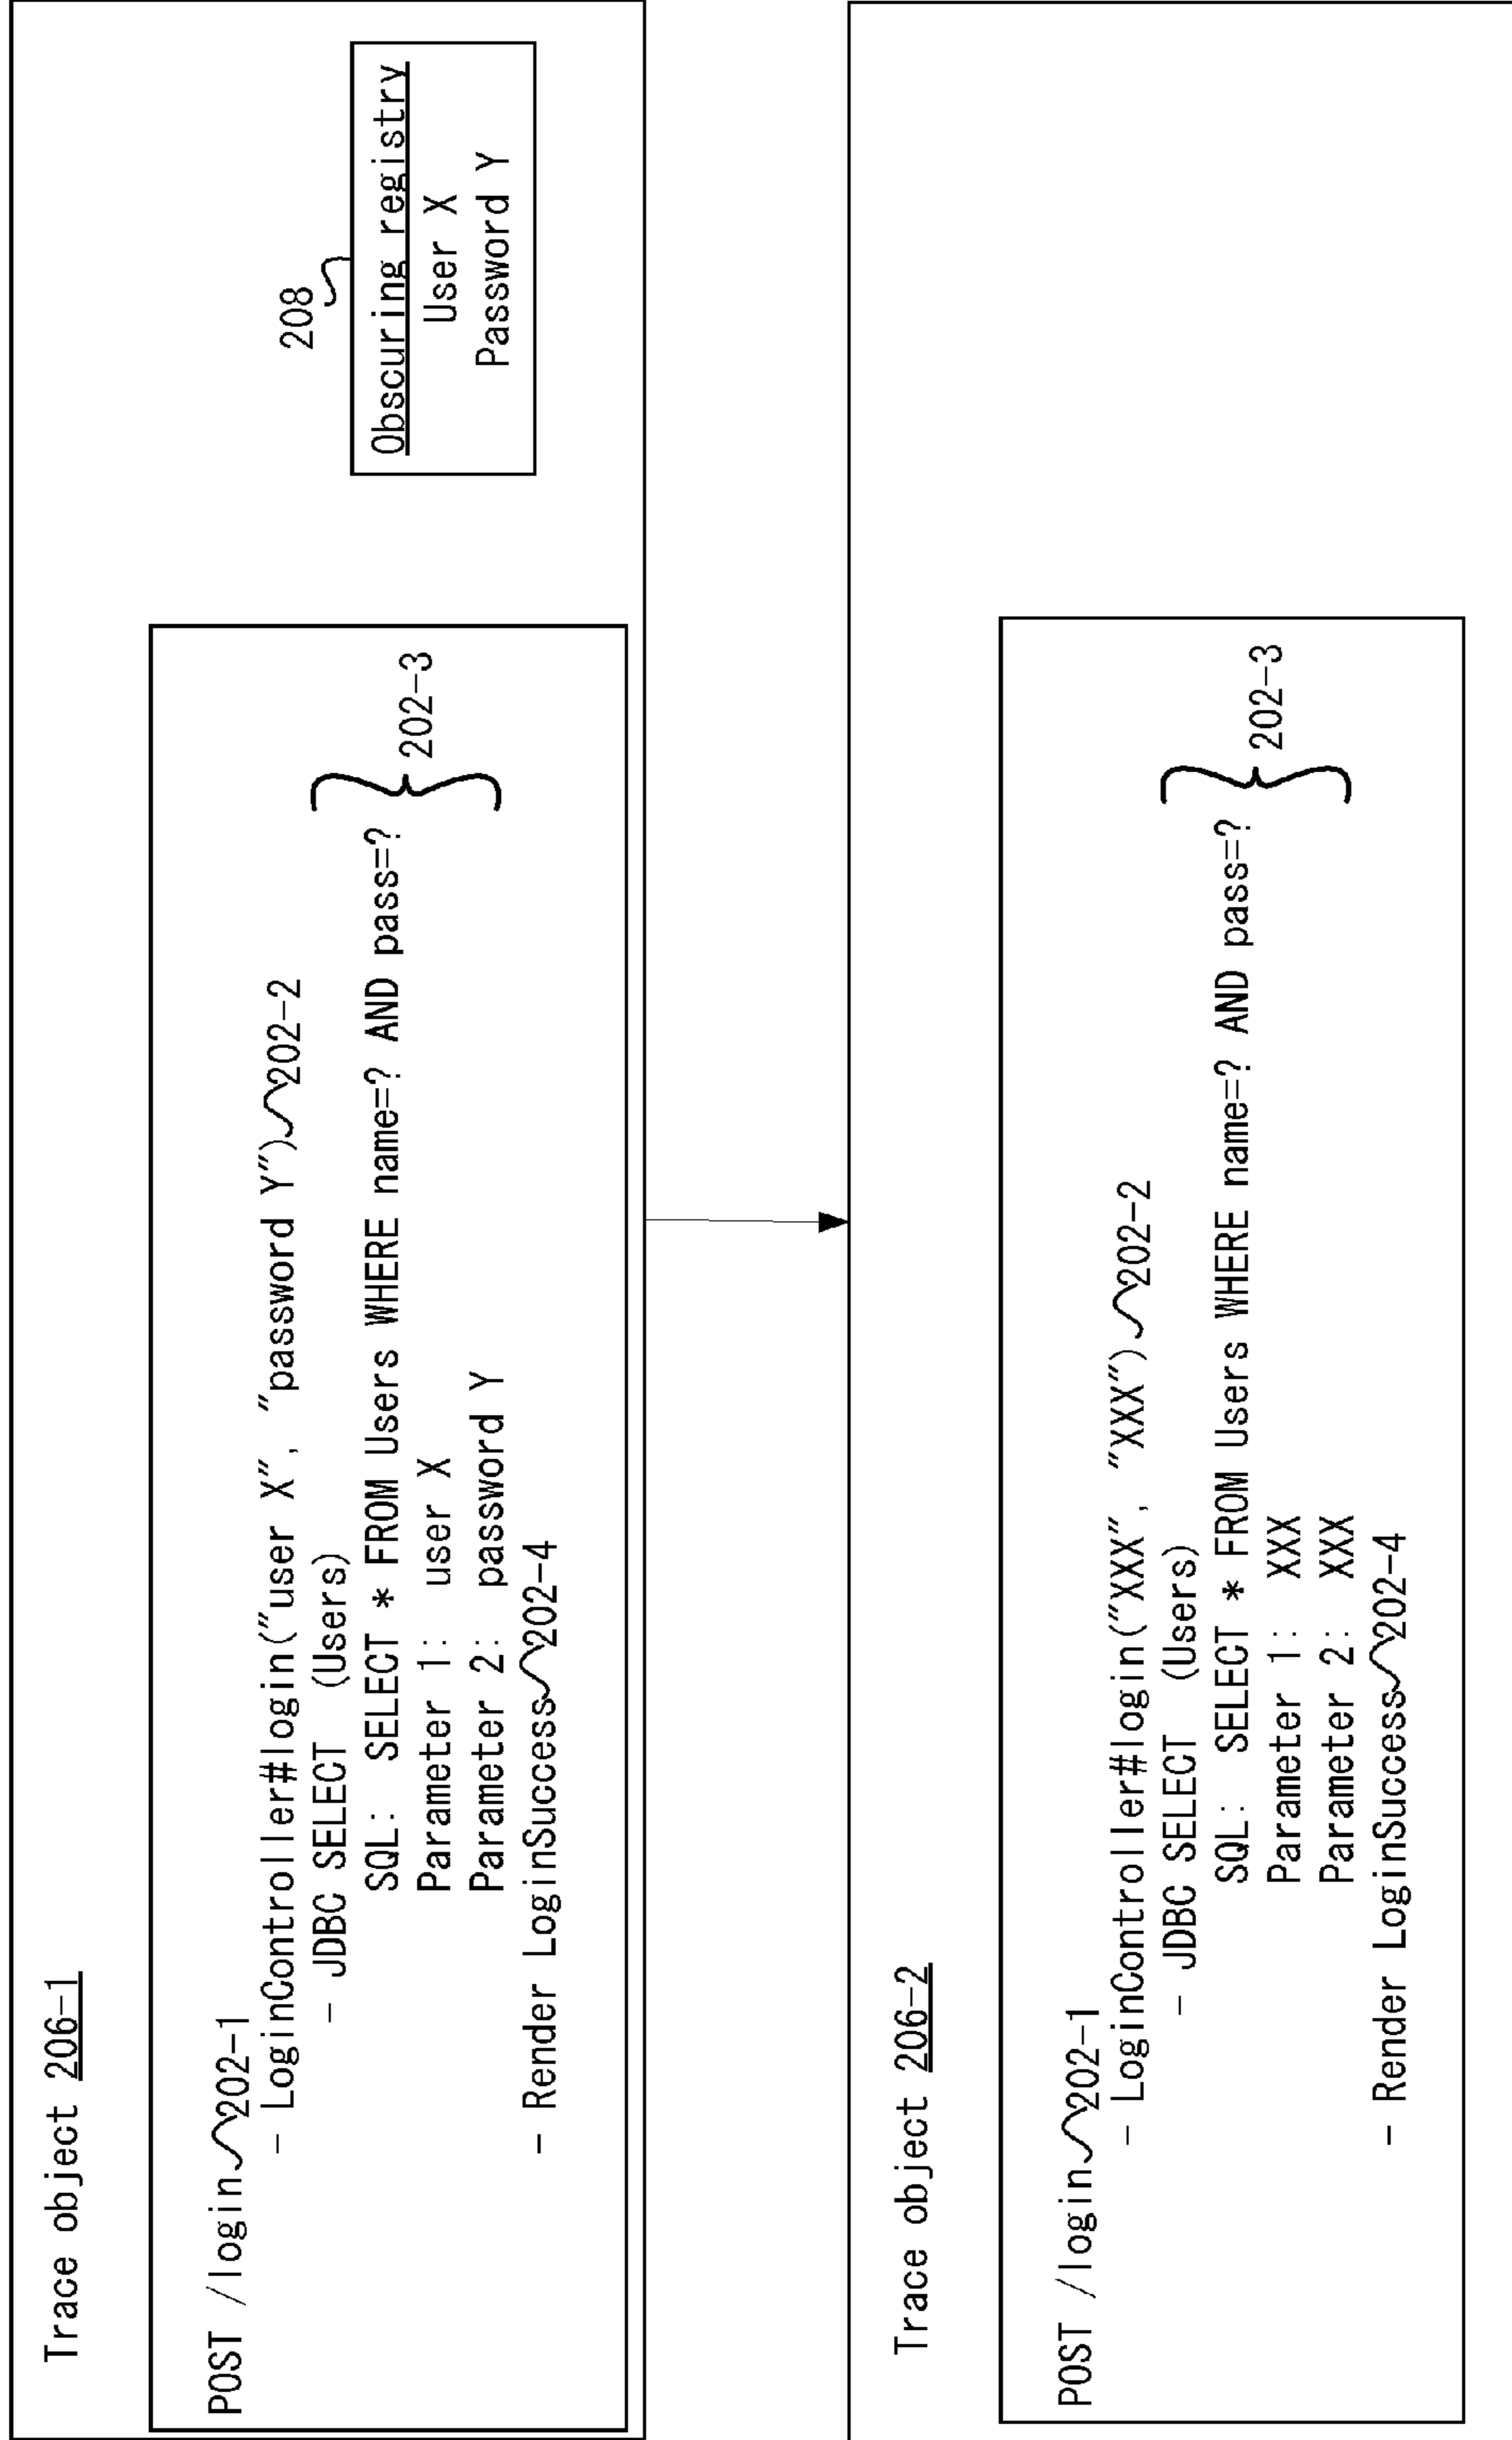 Trace object 206-1
POST /login 202-1
- LoginController#login("user X", "password Y") 202-2
- JDBC SELECT (Users)
SQL: SELECT * FROM Users WHERE name=? AND pass=?
Parameter 1: user X
Parameter 2: password Y
202-3
- Render LoginSuccess 202-4
208
Obscuring registry
User X
Password Y
Trace object 206-2
POST /login 202-1
- LoginController#login("XXX", "XXX") 202-2
- JDBC SELECT (Users)
SQL: SELECT * FROM Users WHERE name=? AND pass=?
Parameter 1: XXX
Parameter 2: XXX
202-3
- Render LoginSuccess 202-4